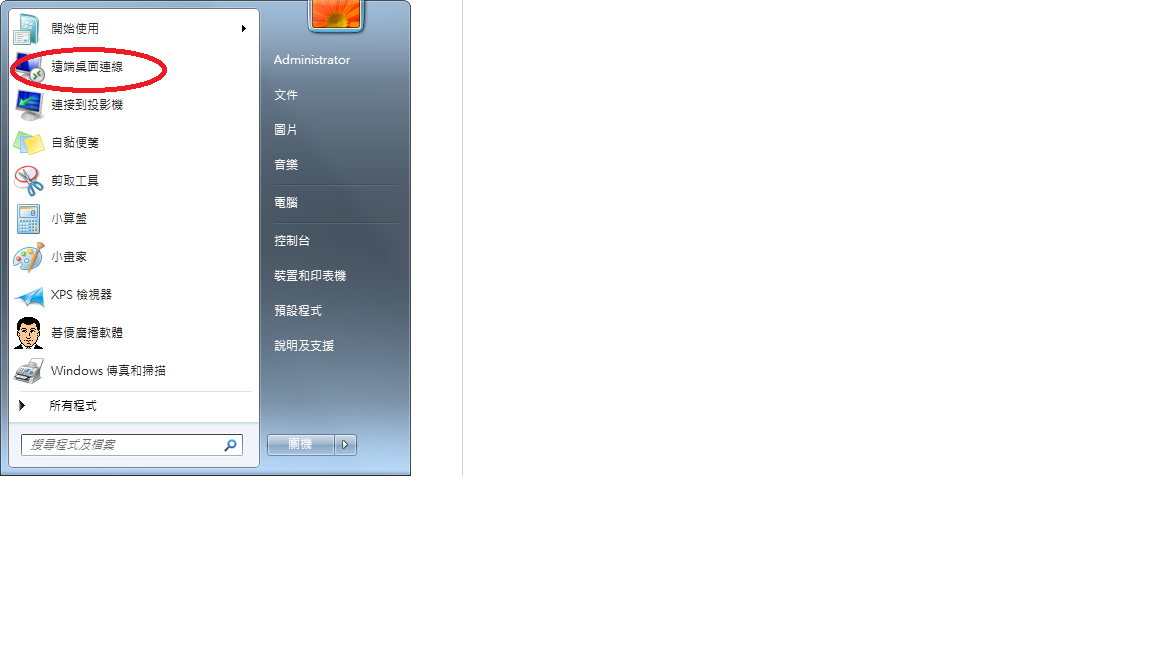 開始使用
遠端桌面連線
連接到投影機
自黏便箋
剪取工具
小算盤
小畫家
XPS 檢視器
碁優廣播軟體
Windows 傳真和掃描
所有程式
搜尋程式及檔案
Administrator
文件
圖片
音樂
電腦
控制台
裝置和印表機
預設程式
說明及支援
關機